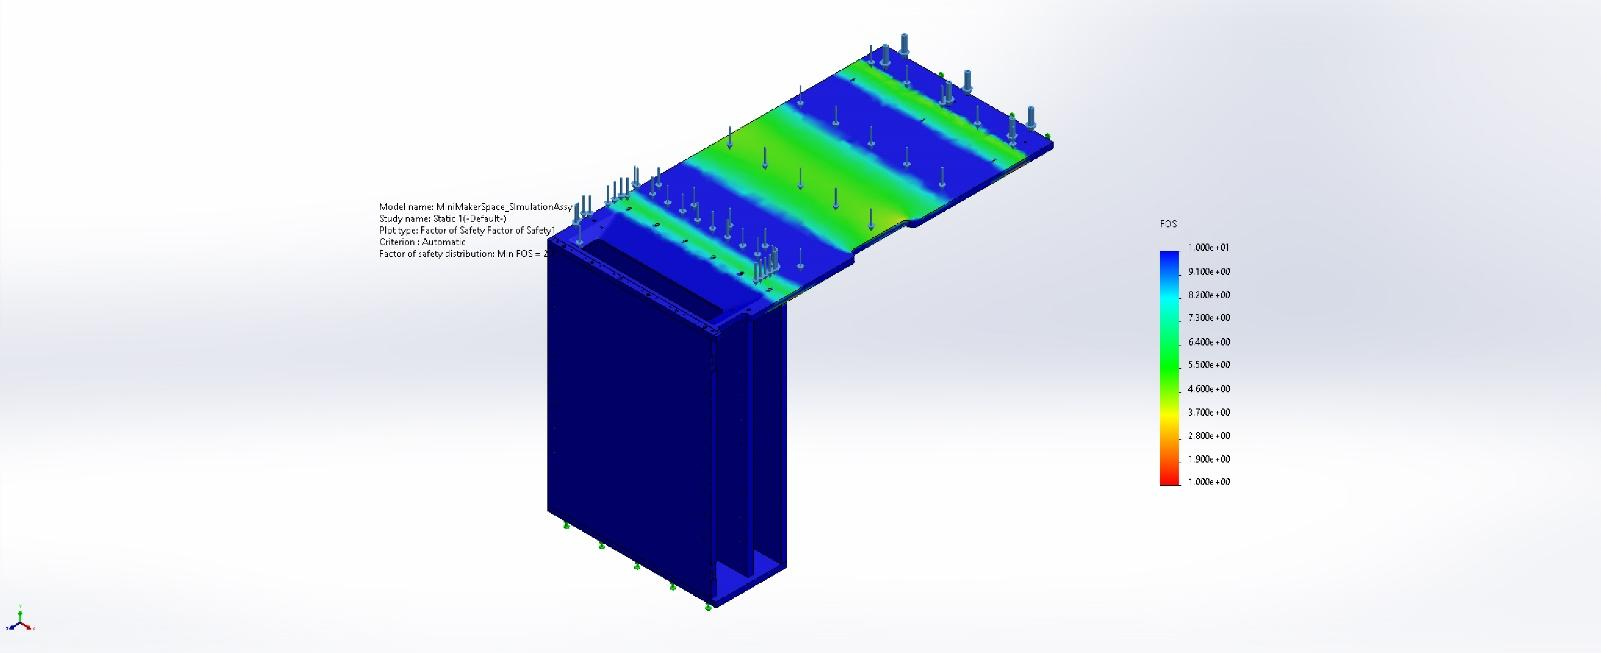 Model name: MiniMakerSpace_SimulationAssy
Study name: Static 1(-Default-)
Plot type: Factor of Safety Factor of Safety1
Criterion : Automatic
Factor of safety distribution: Min FOS = 2
FOS
1.000e+01
9.100e+00
8.200e+00
7.300e+00
6.400e+00
5.500e+00
4.600e+00
3.700e+00
2.800e+00
1.900e+00
1.000e+00